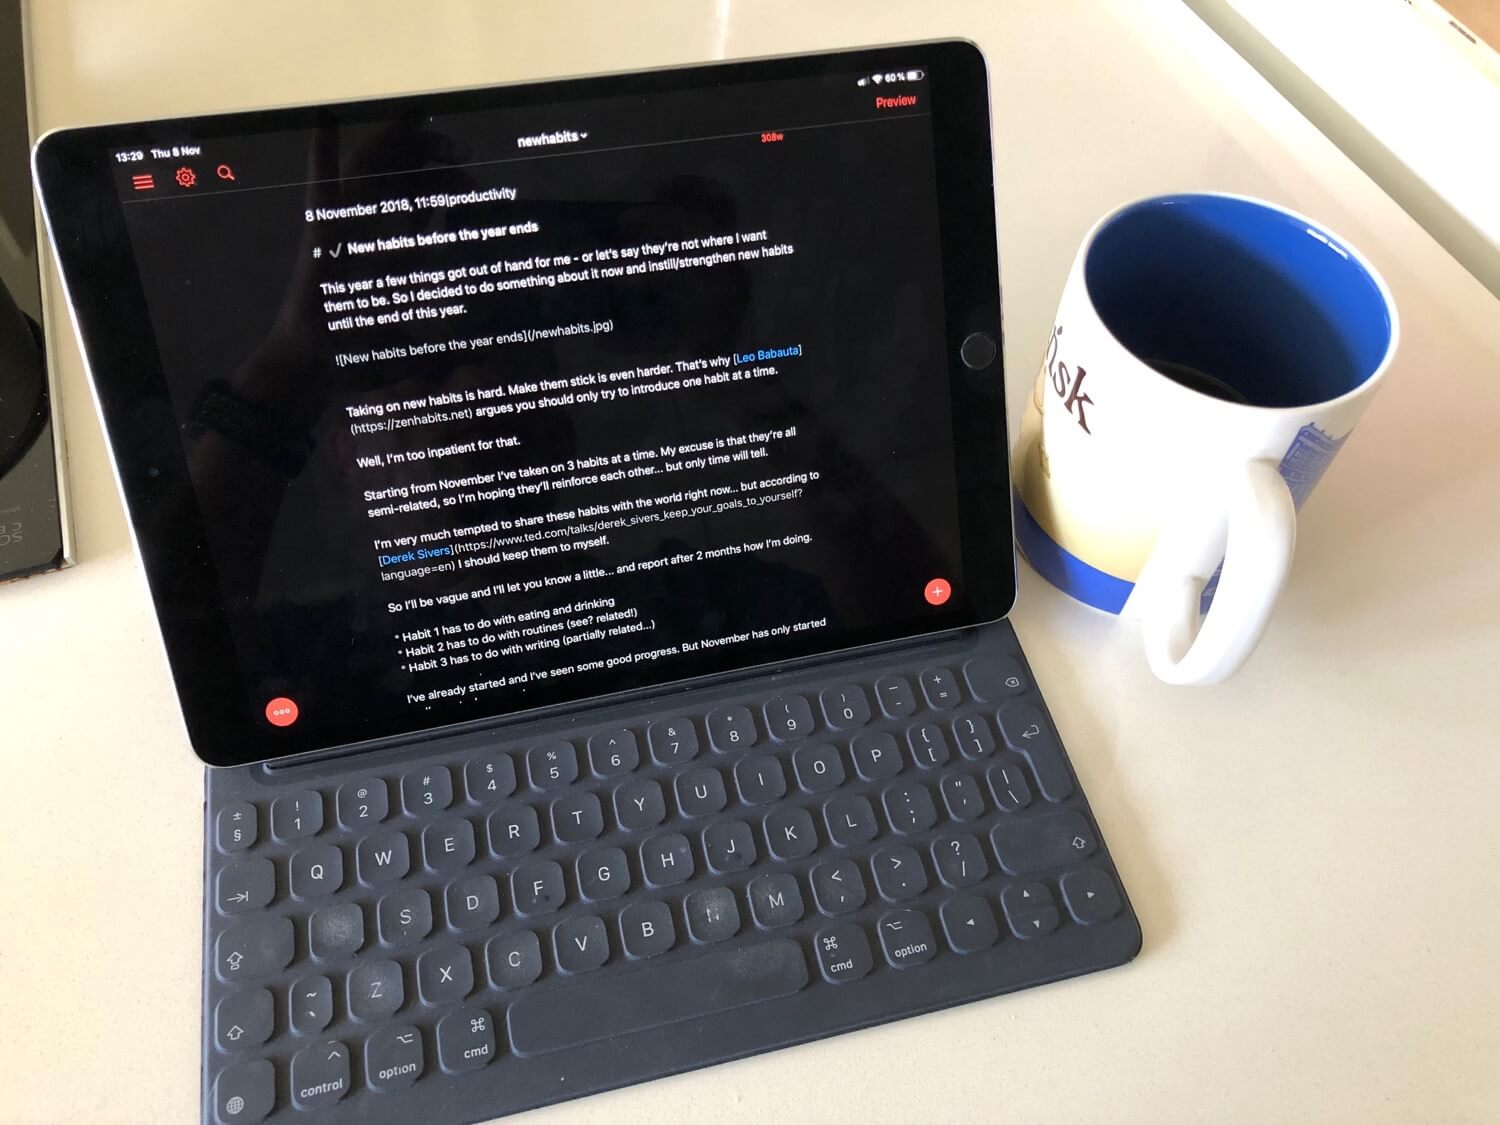 60 %
Preview
13:29 Thu 8 Nov
newhabits
308w
8 November 2018, 11:59|productivity
# ✓ New habits before the year ends
This year a few things got out of hand for me - or let's say they're not where I want
them to be. So I decided to do something about it now and instill/strengthen new habits
until the end of this year.
![New habits before the year ends](/newhabits.jpg)
Taking on new habits is hard. Make them stick is even harder. That's why [Leo Babauta]
(https://zenhabits.net) argues you should only try to introduce one habit at a time.
Well, I'm too inpatient for that.
Starting from November I've taken on 3 habits at a time. My excuse is that they're all
semi-related, so I'm hoping they'll reinforce each other... but only time will tell.
I'm very much tempted to share these habits with the world right now... but according to
[Derek Sivers](https://www.ted.com/talks/derek_sivers_keep_your_goals_to_yourself?
language=en) I should keep them to myself.
So I'll be vague and I'll let you know a little... and report after 2 months how I'm doing.
* Habit 1 has to do with eating and drinking
* Habit 2 has to do with routines (see? related!)
* Habit 3 has to do with writing (partially related...)
I've already started and I've seen some good progress. But November has only started
± ! @ # $ % ^ & * ( ) _ +
§ 1 2 3 4 5 6 7 8 9 0 - =
Q W E R T Y U I O P { [ } ]
S D F G H J K L : ; " ' | \
~ ` Z X C V B N M < , > . ? /
control option cmd cmd option